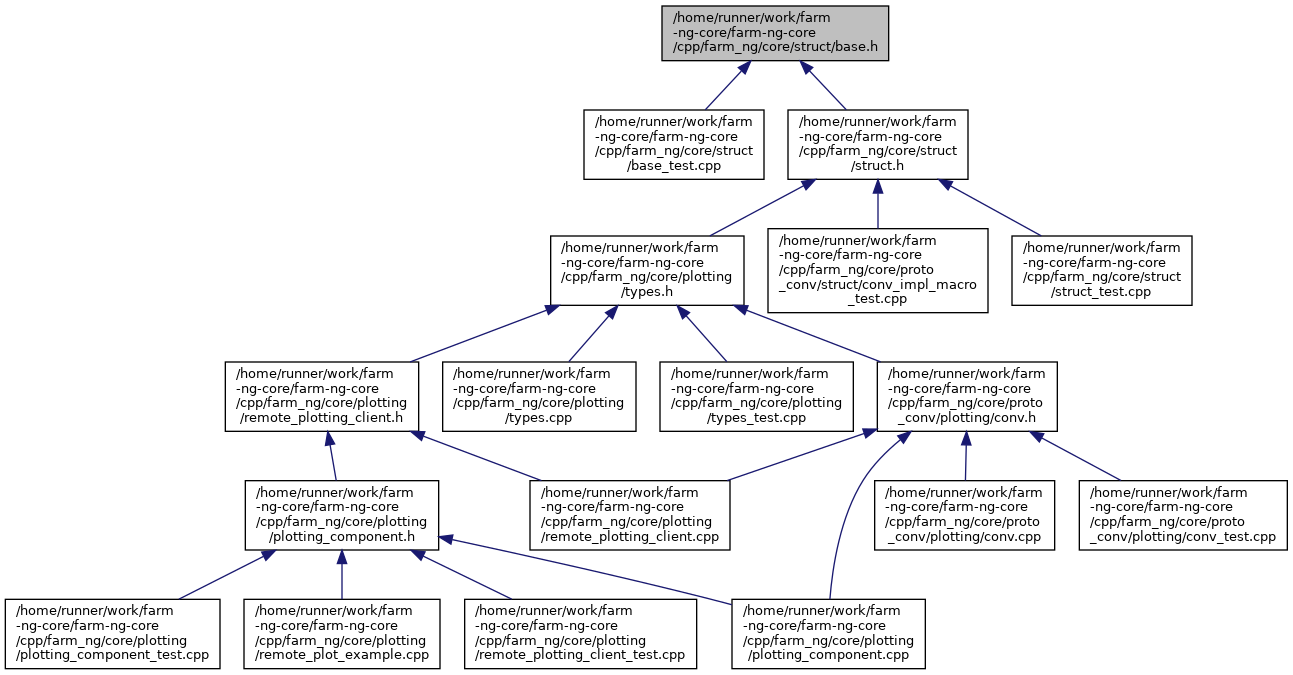 /home/runner/work/farm
-ng-core/farm-ng-core
/cpp/farm_ng/core/struct/base.h
/home/runner/work/farm
-ng-core/farm-ng-core
/cpp/farm_ng/core/struct
/base_test.cpp
/home/runner/work/farm
-ng-core/farm-ng-core
/cpp/farm_ng/core/struct
/struct.h
/home/runner/work/farm
-ng-core/farm-ng-core
/cpp/farm_ng/core/plotting
/types.h
/home/runner/work/farm
-ng-core/farm-ng-core
/cpp/farm_ng/core/proto
_conv/struct/conv_impl_macro
_test.cpp
/home/runner/work/farm
-ng-core/farm-ng-core
/cpp/farm_ng/core/struct
/struct_test.cpp
/home/runner/work/farm
-ng-core/farm-ng-core
/cpp/farm_ng/core/plotting
/remote_plotting_client.h
/home/runner/work/farm
-ng-core/farm-ng-core
/cpp/farm_ng/core/plotting
/types.cpp
/home/runner/work/farm
-ng-core/farm-ng-core
/cpp/farm_ng/core/plotting
/types_test.cpp
/home/runner/work/farm
-ng-core/farm-ng-core
/cpp/farm_ng/core/proto
_conv/plotting/conv.h
/home/runner/work/farm
-ng-core/farm-ng-core
/cpp/farm_ng/core/plotting
/plotting_component.h
/home/runner/work/farm
-ng-core/farm-ng-core
/cpp/farm_ng/core/plotting
/remote_plotting_client.cpp
/home/runner/work/farm
-ng-core/farm-ng-core
/cpp/farm_ng/core/proto
_conv/plotting/conv.cpp
/home/runner/work/farm
-ng-core/farm-ng-core
/cpp/farm_ng/core/proto
_conv/plotting/conv_test.cpp
/home/runner/work/farm
-ng-core/farm-ng-core
/cpp/farm_ng/core/plotting
/plotting_component_test.cpp
/home/runner/work/farm
-ng-core/farm-ng-core
/cpp/farm_ng/core/plotting
/remote_plot_example.cpp
/home/runner/work/farm
-ng-core/farm-ng-core
/cpp/farm_ng/core/plotting
/remote_plotting_client_test.cpp
/home/runner/work/farm
-ng-core/farm-ng-core
/cpp/farm_ng/core/plotting
/plotting_component.cpp